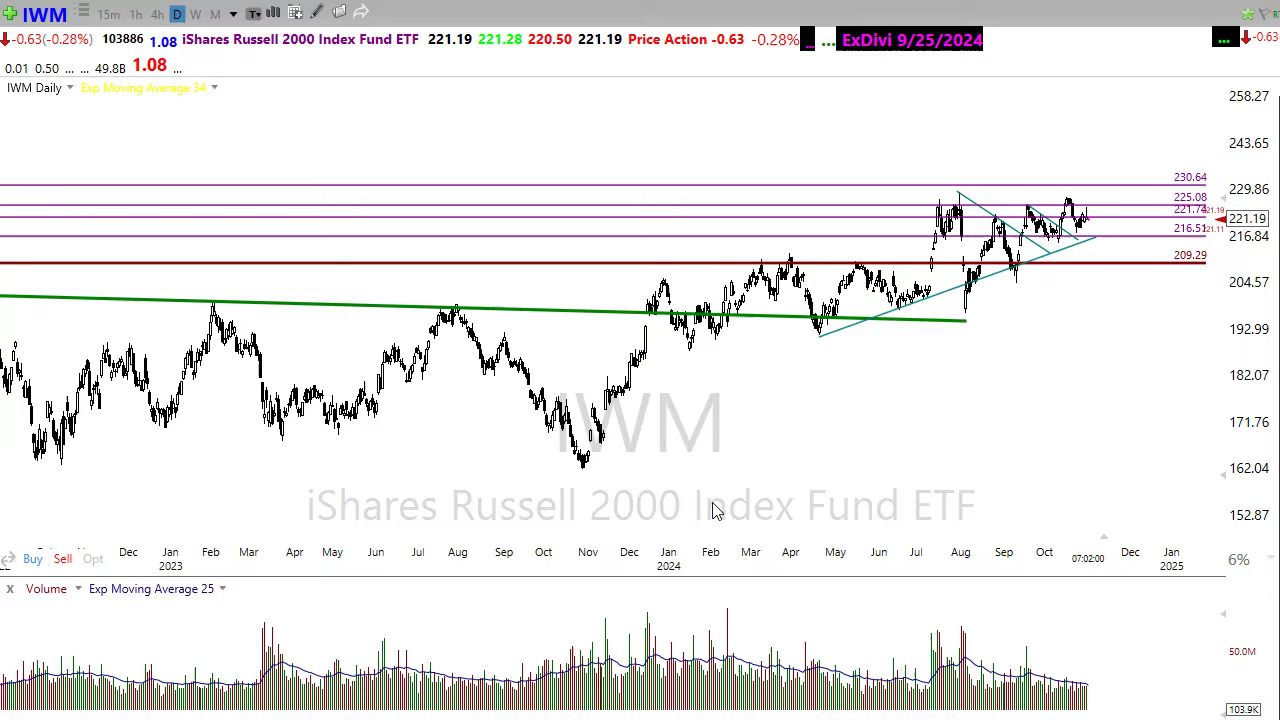 IWM 15m 1h 4h D W M T
-0.63(-0.28%) 103886 1.08 iShares Russell 2000 Index Fund ETF 221.19 221.28 220.50 221.19 Price Action -0.63 -0.28% ... ... ExDivi 9/25/2024 ... -0.63
0.01 0.50 ... ... 49.8B 1.08 ...
IWM Daily Exp Moving Average 34
258.27
243.65
230.64
229.86
225.08
221.74
221.19
221.19
216.51
221.11
216.84
209.29
204.57
192.99
182.07
171.76
IWM
162.04
iShares Russell 2000 Index Fund ETF
152.87
Dec Jan Feb Mar Apr May Jun Jul Aug Sep Oct Nov Dec Jan Feb Mar Apr May Jun Jul Aug Sep Oct Dec Jan
Buy Sell Opt 07:02:00 6%
2023 2024 2025
X Volume Exp Moving Average 25
50.0M
103.9K